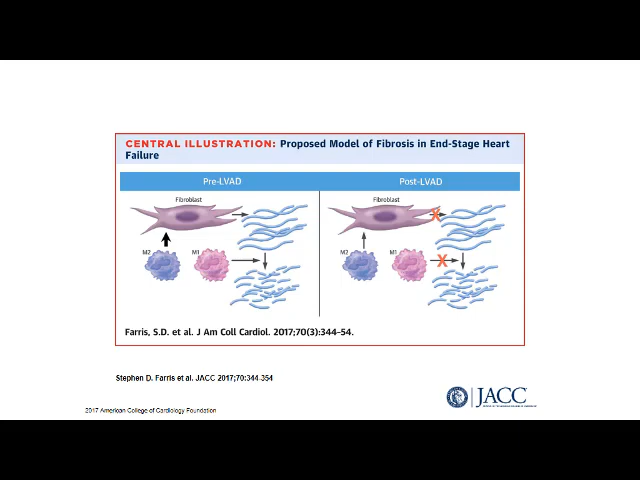 CENTRAL ILLUSTRATION: Proposed Model of Fibrosis in End-Stage Heart
Failure
Pre-LVAD
Post-LVAD
Fibroblast
M2
M1
Fibroblast
M2
M1
Farris, S.D. et al. J Am Coll Cardiol. 2017;70(3):344–54.
Stephen D. Farris et al. JACC 2017;70:344-354
JACC
2017 American College of Cardiology Foundation